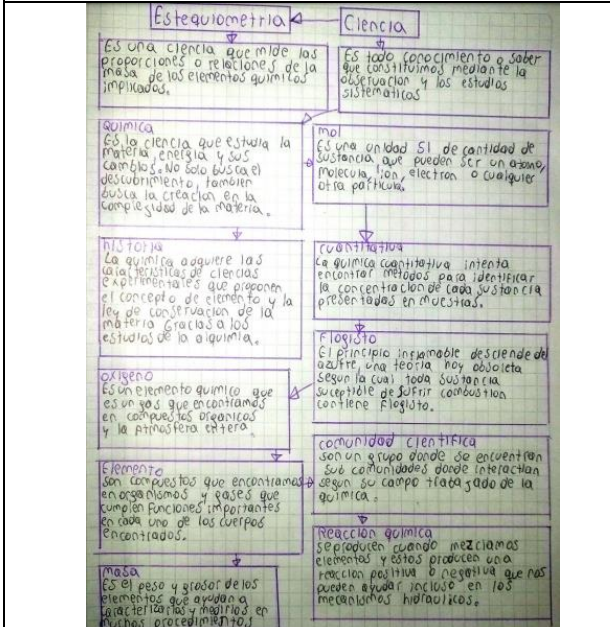 Estequiometria
Ciencia
Es una ciencia que mide las
proporciones o relaciones de la
masa de los elementos químicos
implicados.
Es todo conocimiento o saber
que constituimos mediante la
observacion y los estudios
sistematicos
química
Es la ciencia que estudia la
materia, energia y sus
cambios. No solo busca el
descubrimiento, tambien
busca la creacion en la
complegidad de la materia.
mol
Es una unidad SI de cantidad de
sustancia, que pueden ser un atomo,
molecula, ion, electron o cualquier
otra particula.
historia
La quimica adquiere las
características de ciencias
experimentales que proponen
el concepto de elemento y la
ley de conservacion de la
materia Gracias a los
estudios de la alquimia.
cuantitativa
La quimica cuantitativa intenta
encontrar metodos para identificar
la concentracion de cada sustancia
presentadas en muestras.
Flogisto
El principio inflamable desciende del
azufre, una teoria hoy obsoleta
segun la cual toda sustancia
suceptible de sufrir combustion
contiene Flogisto.
oxigeno
Es un elemento quimico que
es un gas que encontramos
en compuestos organicos
y la Atmosfera
comunidad cientifica
son un grupo donde se encuentran
sub comunidades donde interactuan
segun su campo trabajado de la
quimica.
Elemento
son compuestos que encontramos
en organismos y gases que
cumplen funciones importantes
en cada uno de los cuerpos
encontrados.
Reaccion quimica
se producen cuando mezclamos
elementos y estos producen una
reaccion positiva o negativa que nos
pueden ayudar incluso en los
mecanismos hidraulicos.
masa
Es el peso y grosor de los
elementos que ayudan a
caracterizarlos y medirlos en
muchos procedimientos